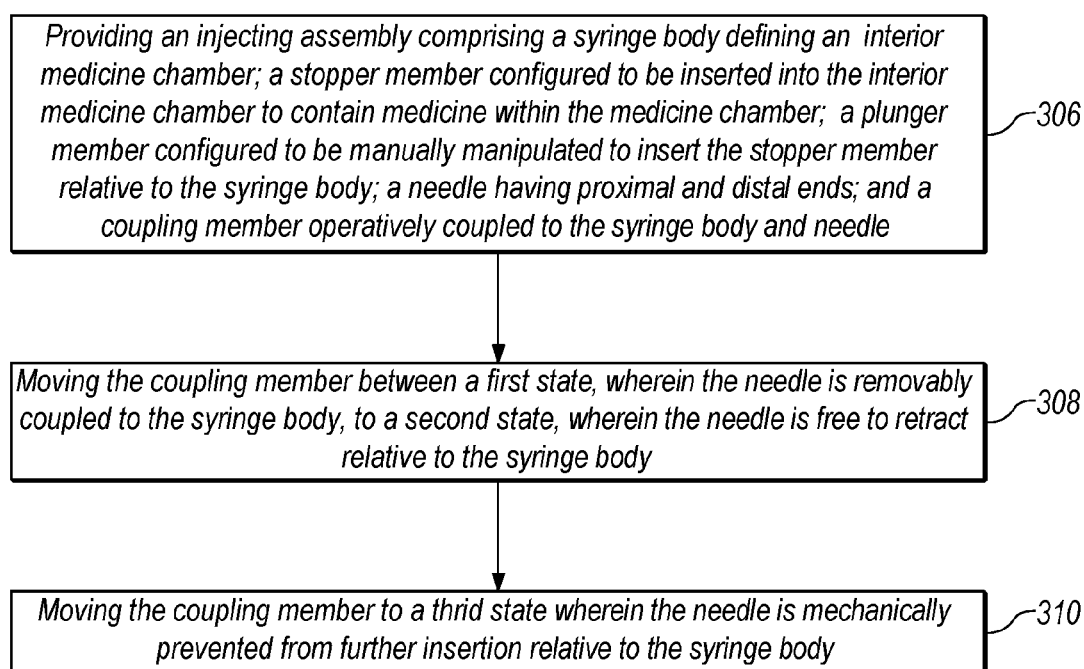 Providing an injecting assembly comprising a syringe body defining an interior
medicine chamber; a stopper member configured to be inserted into the interior
medicine chamber to contain medicine within the medicine chamber; a plunger
member configured to be manually manipulated to insert the stopper member
relative to the syringe body; a needle having proximal and distal ends; and a
coupling member operatively coupled to the syringe body and needle
306
Moving the coupling member between a first state, wherein the needle is removably
coupled to the syringe body, to a second state, wherein the needle is free to retract
relative to the syringe body
308
Moving the coupling member to a thrid state wherein the needle is mechanically
prevented from further insertion relative to the syringe body
310